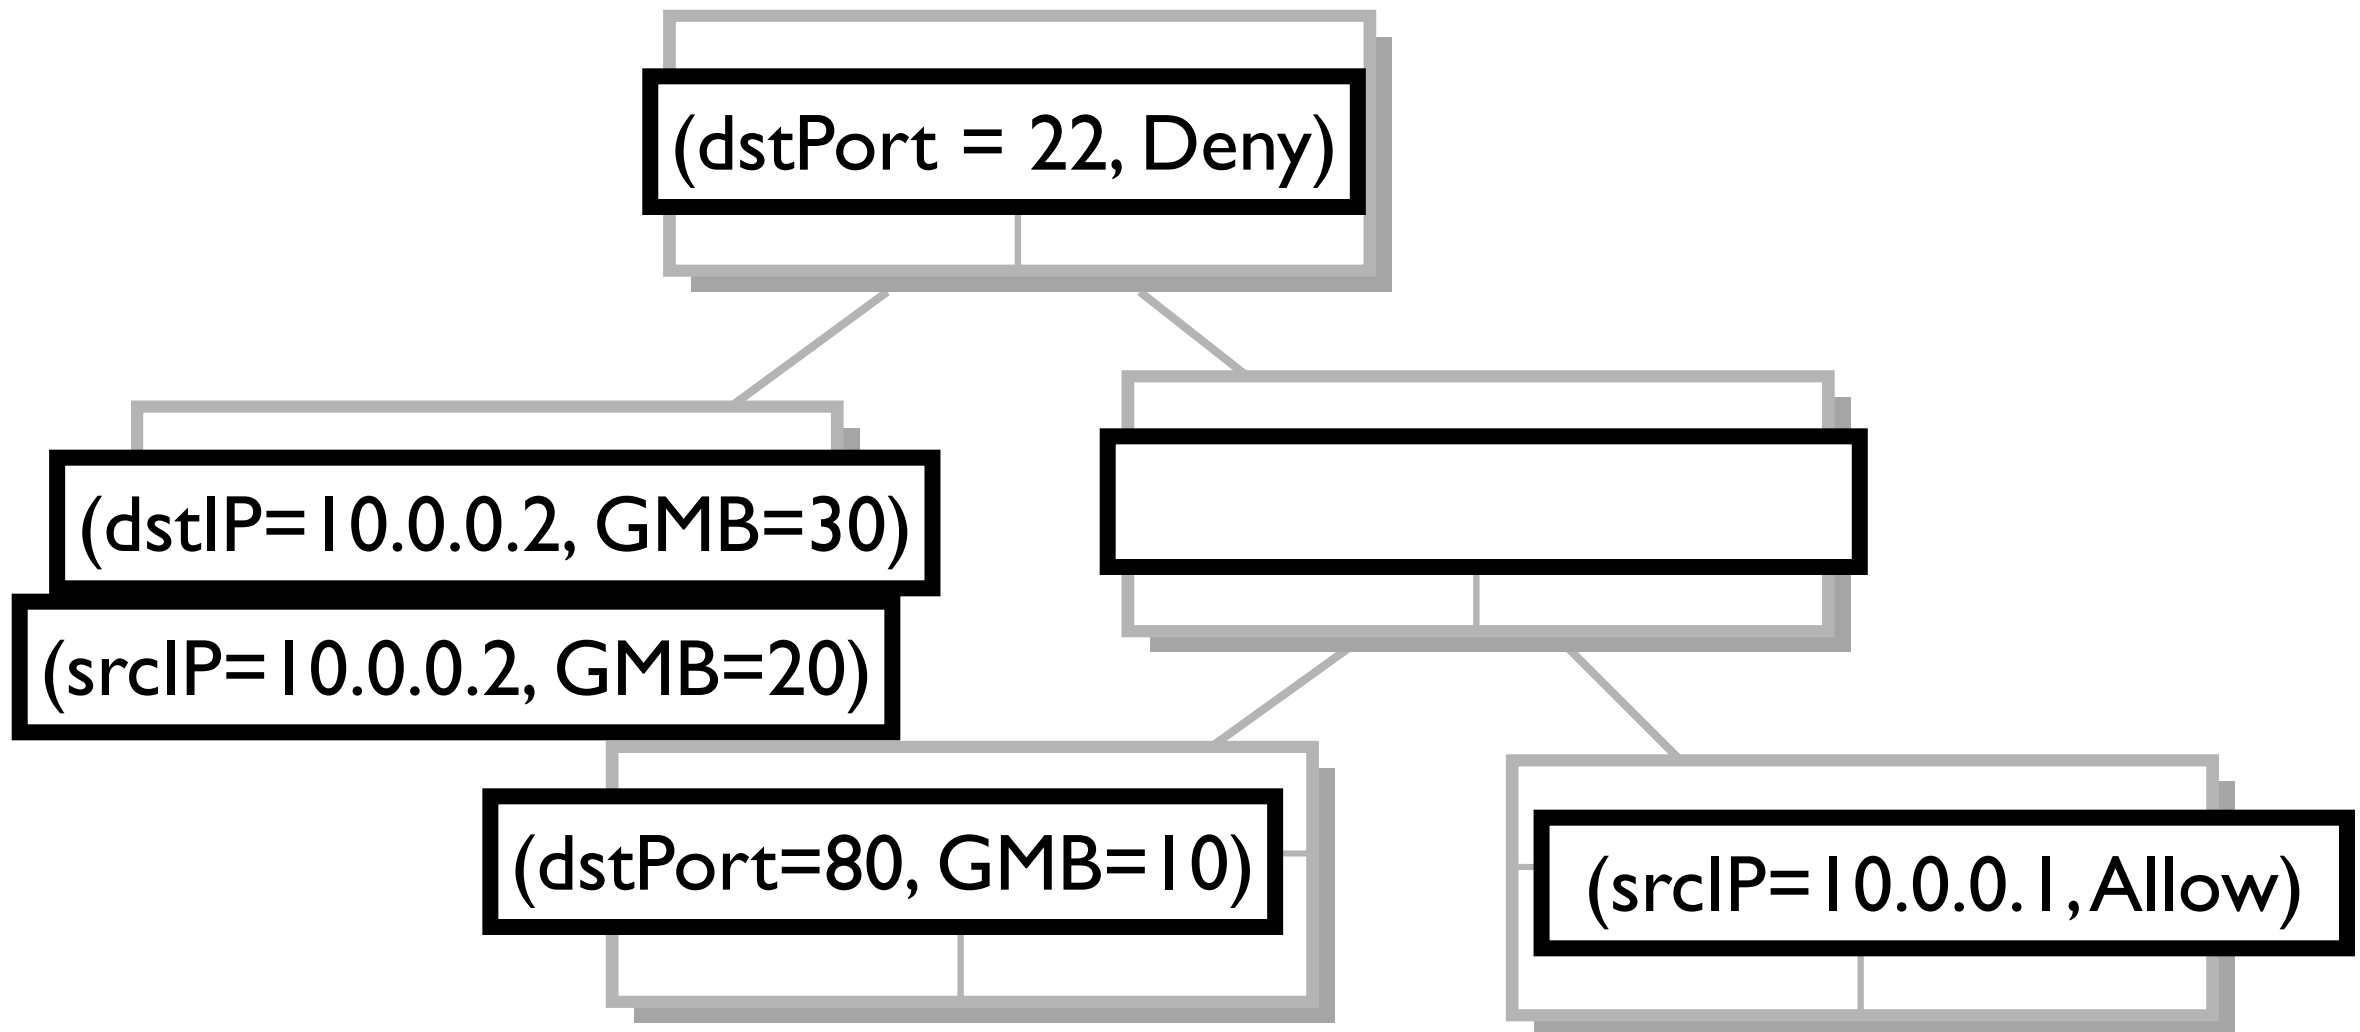 (dstPort = 22, Deny)
(dstIP=10.0.0.2, GMB=30)
(srcIP=10.0.0.2, GMB=20)
(dstPort=80, GMB=10)
(srcIP=10.0.0.1, Allow)